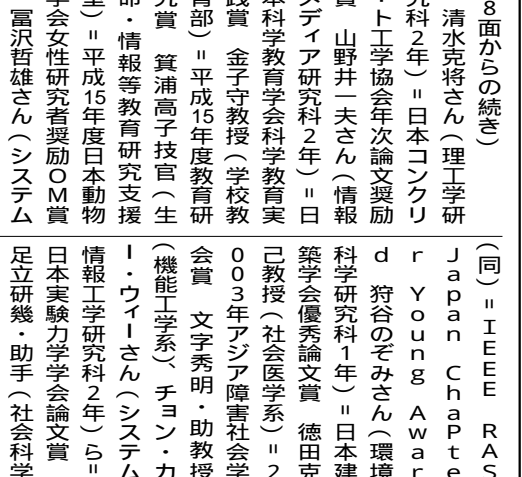 8面からの続き)
清水克将さん(理工学研
究科2年)=日本コンクリ
ート工学協会年次論文奨励
賞 山野井一夫さん(情報
メディア研究科2年)=日
本科学教育学会科学教育実
践賞 金子守教授(学校教
育部)=平成15年度教育研
究賞 箕浦高子技官(生
命・情報等教育研究支援
室)=平成15年度日本動物
学会女性研究者奨励OM賞
冨沢哲雄さん(システム
(同)=IEEE RAS
Japan ChaPte
r Young Awar
d 狩谷のぞみさん(環境
科学研究科1年)=日本建
築学会優秀論文賞 徳田克
己教授(社会医学系)=2
003年アジア障害社会学
会賞 文字秀明・助教授
(機能工学系)、チョン・カ
ー・ウィーさん(システム
情報工学研究科2年)ら=
日本実験力学学会論文賞
足立研幾・助手(社会科学